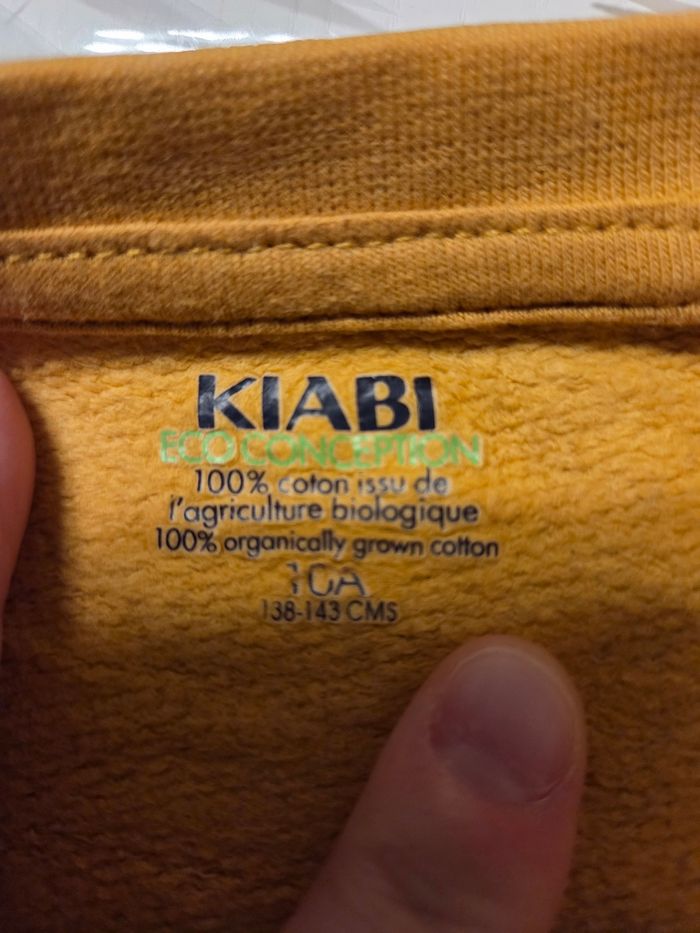 KIABI
ECO CONCEPTION
100% coton issu de
l'agriculture biologique
100% organically grown cotton
10A
138-143 CMS